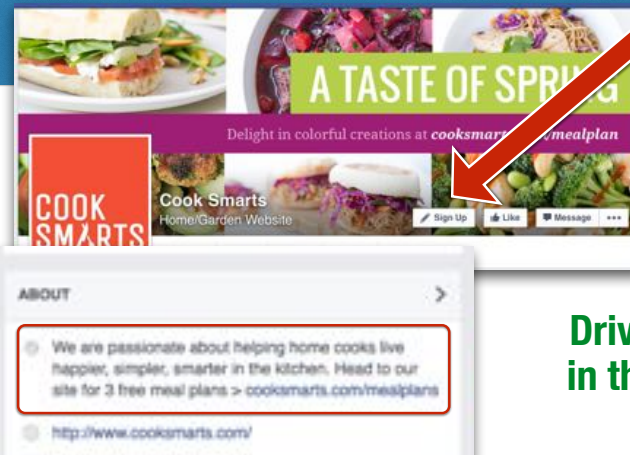 A TASTE OF SPRING
Delight in colorful creations at cooksmarts.com/mealplan
COOK SMARTS
Cook Smarts
Home/Garden Website
Sign Up Like Message •••
ABOUT >
We are passionate about helping home cooks live
happier, simpler, smarter in the kitchen. Head to our
site for 3 free meal plans > cooksmarts.com/mealplans
http://www.cooksmarts.com/
Driv
in th